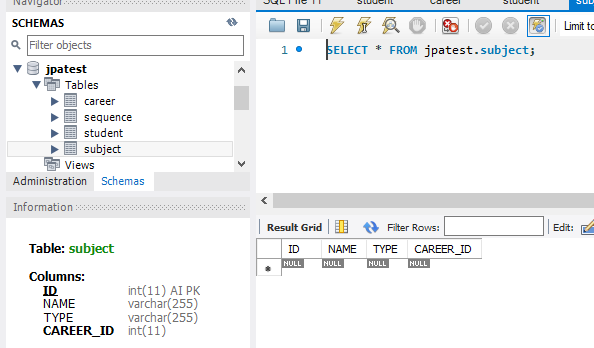 Navigator
SQL File 11 student career student sub
SCHEMAS
Filter objects
jpatest
Tables
career
sequence
student
subject
Views
Administration Schemas
Information
Table: subject
Columns:
ID int(11) AI PK
NAME varchar(255)
TYPE varchar(255)
CAREER_ID int(11)
Limit to
1 SELECT * FROM jpatest.subject;
Result Grid Filter Rows: Edit:
ID NAME TYPE CAREER_ID
NULL NULL NULL NULL